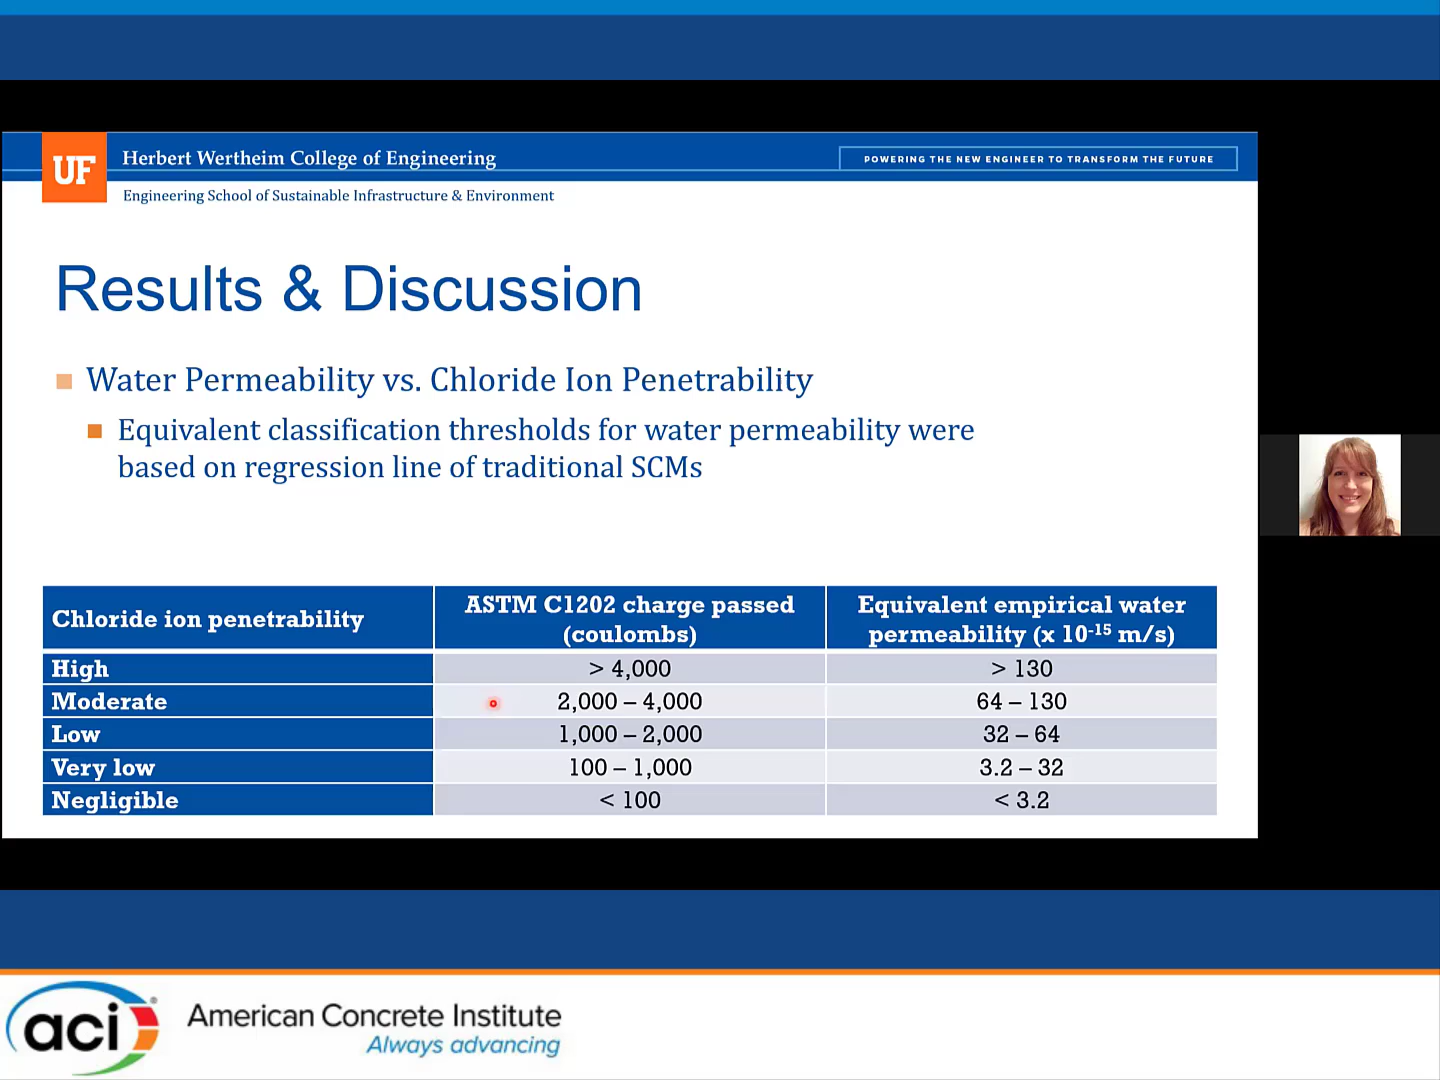 UF
Herbert Wertheim College of Engineering
POWERING THE NEW ENGINEER TO TRANSFORM THE FUTURE
Engineering School of Sustainable Infrastructure & Environment
Results & Discussion
Water Permeability vs. Chloride Ion Penetrability
Equivalent classification thresholds for water permeability were
based on regression line of traditional SCMs
Chloride ion penetrability
ASTM C1202 charge passed
(coulombs)
Equivalent empirical water
permeability (x 10⁻¹⁵ m/s)
High > 4,000 > 130
Moderate 2,000 – 4,000 64 – 130
Low 1,000 – 2,000 32 – 64
Very low 100 – 1,000 3.2 – 32
Negligible < 100 < 3.2
aci
American Concrete Institute
Always advancing